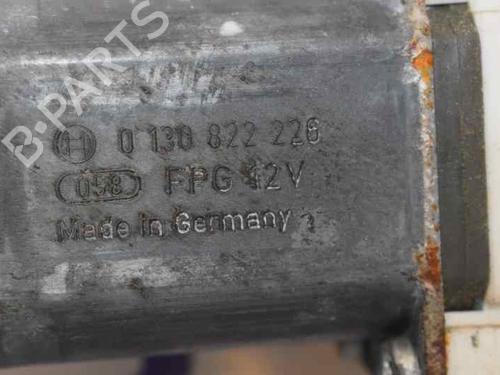 B-PARTS
0 130 822 226
058 FPG 12V
Made in Germany